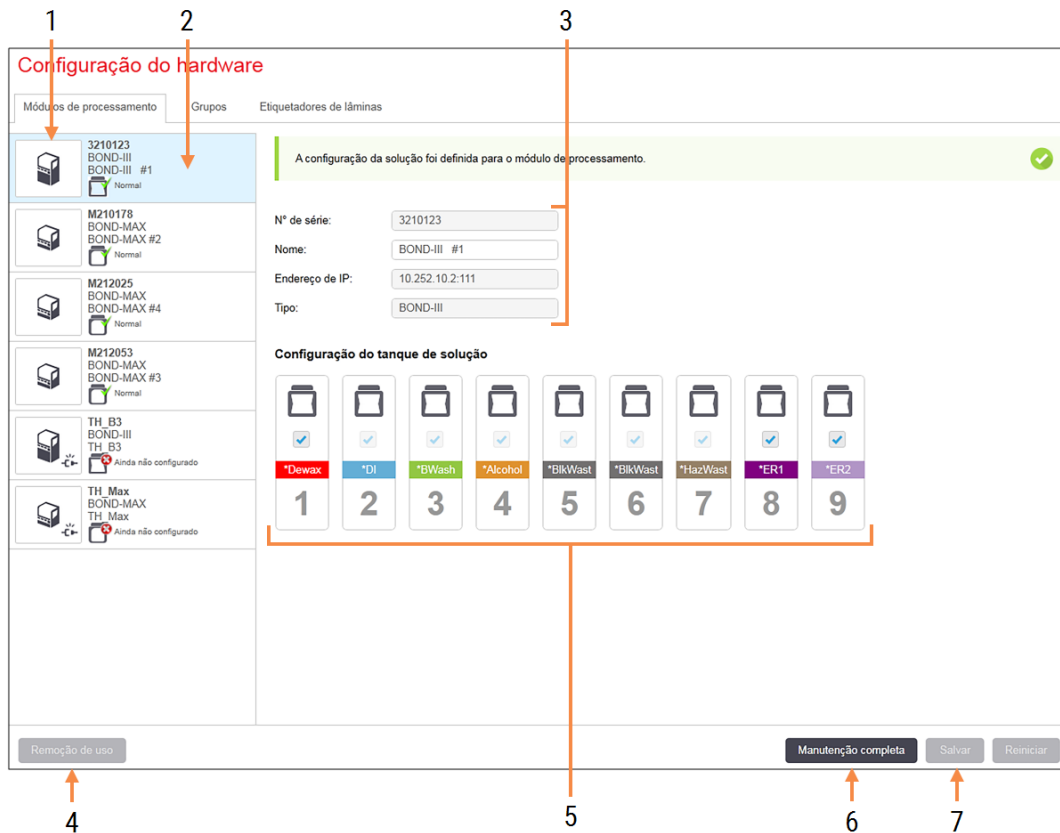 1 2 3
Configuração do hardware
Módulos de processamento Grupos Etiquetadores de lâminas
3210123
BOND-III
BOND-III #1
Normal
M210178
BOND-MAX
BOND-MAX #2
Normal
M212025
BOND-MAX
BOND-MAX #4
Normal
M212053
BOND-MAX
BOND-MAX #3
Normal
TH_B3
BOND-III
TH_B3
Ainda não configurado
TH_Max
BOND-MAX
TH_Max
Ainda não configurado
A configuração da solução foi definida para o módulo de processamento.
Nº de série: 3210123
Nome: BOND-III #1
Endereço de IP: 10.252.10.2:111
Tipo: BOND-III
Configuração do tanque de solução
*Dewax *DI *BWash *Alcohol *BlkWast *BlkWast *HazWast *ER1 *ER2
1 2 3 4 5 6 7 8 9
Remoção de uso Manutenção completa Salvar Reiniciar
4 5 6 7